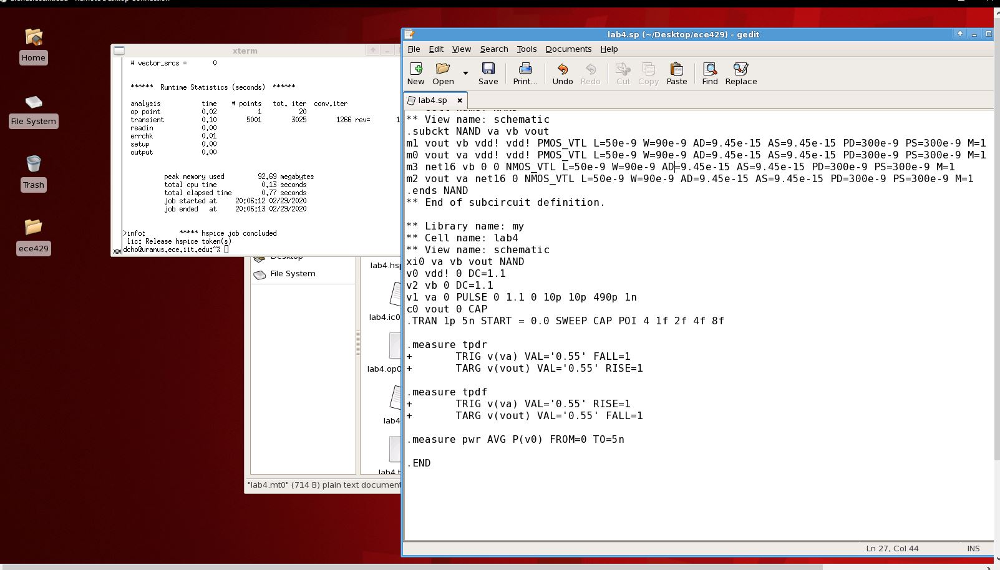 Home
File System
Trash
ece429
xterm
# vector_srcs = 0
****** Runtime Statistics (seconds) ******
analysis time # points tot. iter conv.iter
op point 0.02 1 20
transient 0.10 5001 3025 1266 rev= 1
readin 0.00
errchk 0.01
setup 0.00
output 0.00
peak memory used 92.69 megabytes
total cpu time 0.13 seconds
total elapsed time 0.77 seconds
job started at 20:06:12 02/29/2020
job ended at 20:06:13 02/29/2020
>info: ***** hspice job concluded
lic: Release hspice token(s)
dcho@uranus.ece.iit.edu:~%
Desktop
File System
lab4.hsp
lab4.ic0
lab4.op0
lab4
lab4.t
"lab4.mt0" (714 B) plain text document
lab4.sp (~/Desktop/ece429) - gedit
File Edit View Search Tools Documents Help
New Open Save Print... Undo Redo Cut Copy Paste Find Replace
lab4.sp
** View name: schematic
.subckt NAND va vb vout
m1 vout vb vdd! vdd! PMOS_VTL L=50e-9 W=90e-9 AD=9.45e-15 AS=9.45e-15 PD=300e-9 PS=300e-9 M=1
m0 vout va vdd! vdd! PMOS_VTL L=50e-9 W=90e-9 AD=9.45e-15 AS=9.45e-15 PD=300e-9 PS=300e-9 M=1
m3 net16 vb 0 0 NMOS_VTL L=50e-9 W=90e-9 AD=9.45e-15 AS=9.45e-15 PD=300e-9 PS=300e-9 M=1
m2 vout va net16 0 NMOS_VTL L=50e-9 W=90e-9 AD=9.45e-15 AS=9.45e-15 PD=300e-9 PS=300e-9 M=1
.ends NAND
** End of subcircuit definition.
** Library name: my
** Cell name: lab4
** View name: schematic
xi0 va vb vout NAND
v0 vdd! 0 DC=1.1
v2 vb 0 DC=1.1
v1 va 0 PULSE 0 1.1 0 10p 10p 490p 1n
c0 vout 0 CAP
.TRAN 1p 5n START = 0.0 SWEEP CAP POI 4 1f 2f 4f 8f
.measure tpdr
+ TRIG v(va) VAL='0.55' FALL=1
+ TARG v(vout) VAL='0.55' RISE=1
.measure tpdf
+ TRIG v(va) VAL='0.55' RISE=1
+ TARG v(vout) VAL='0.55' FALL=1
.measure pwr AVG P(v0) FROM=0 TO=5n
.END
Ln 27, Col 44 INS